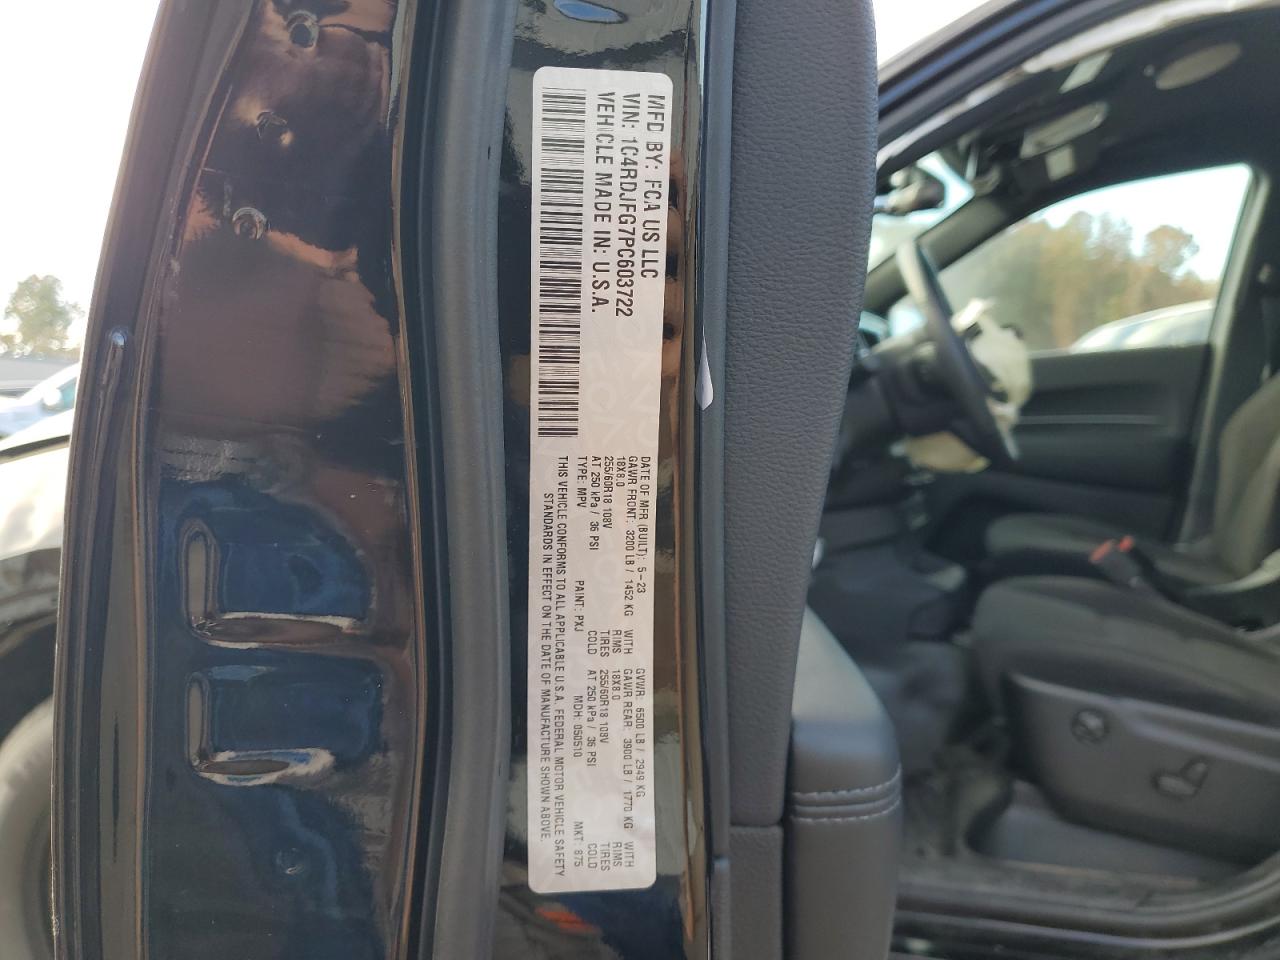 MFD BY: FCA US LLC
VIN: 1C4RDJFG7PC603722
VEHICLE MADE IN: U.S.A.
DATE OF MFR (BUILT): 5-23 GVWR: 6500 LB / 2949 KG
GAWR FRONT: 3200 LB / 1452 KG WITH GAWR REAR: 3900 LB / 1770 KG WITH
18X8.0 RIMS 18X8.0 RIMS
255/60R18 108V TIRES 255/60R18 108V TIRES
AT 250 kPa / 36 PSI COLD AT 250 kPa / 36 PSI COLD
TYPE: MPV PAINT: PXJ MDH: 050510 MKT: 875
THIS VEHICLE CONFORMS TO ALL APPLICABLE U.S.A. FEDERAL MOTOR VEHICLE SAFETY
STANDARDS IN EFFECT ON THE DATE OF MANUFACTURE SHOWN ABOVE.